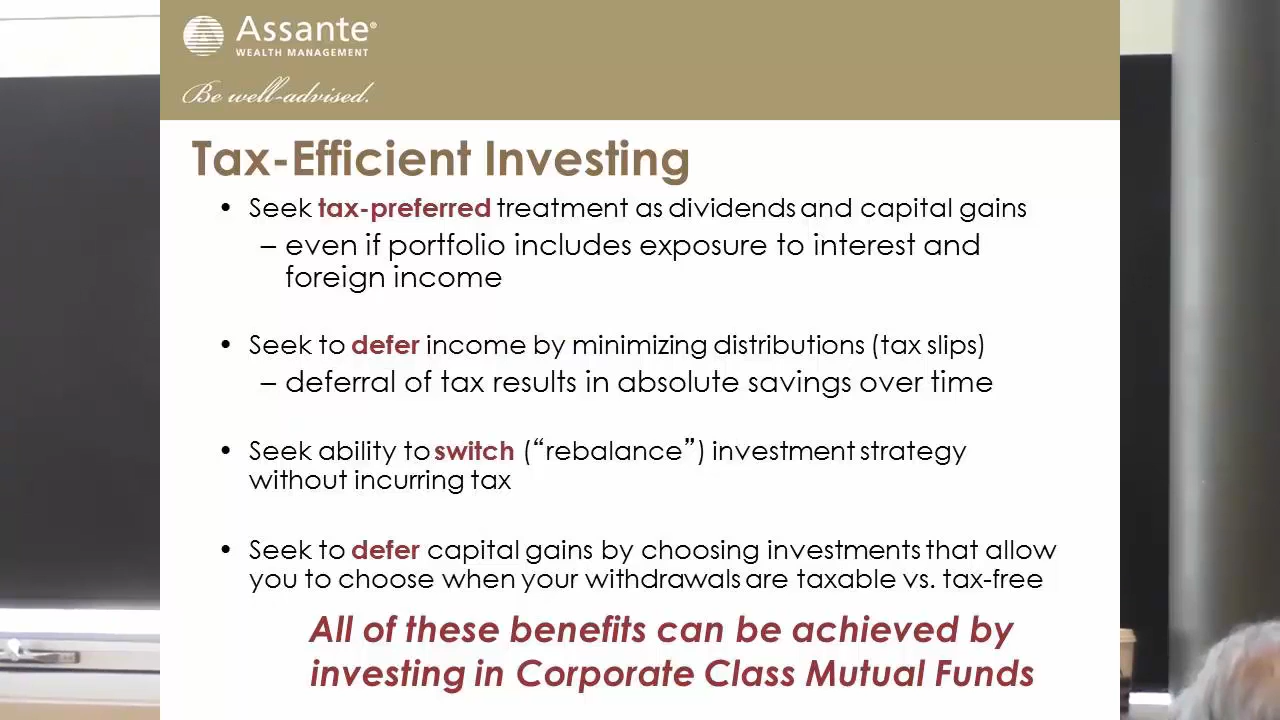 Assante®
WEALTH MANAGEMENT
Be well-advised.
Tax-Efficient Investing
• Seek tax-preferred treatment as dividends and capital gains
– even if portfolio includes exposure to interest and
foreign income
• Seek to defer income by minimizing distributions (tax slips)
– deferral of tax results in absolute savings over time
• Seek ability to switch (“rebalance”) investment strategy
without incurring tax
• Seek to defer capital gains by choosing investments that allow
you to choose when your withdrawals are taxable vs. tax-free
All of these benefits can be achieved by
investing in Corporate Class Mutual Funds